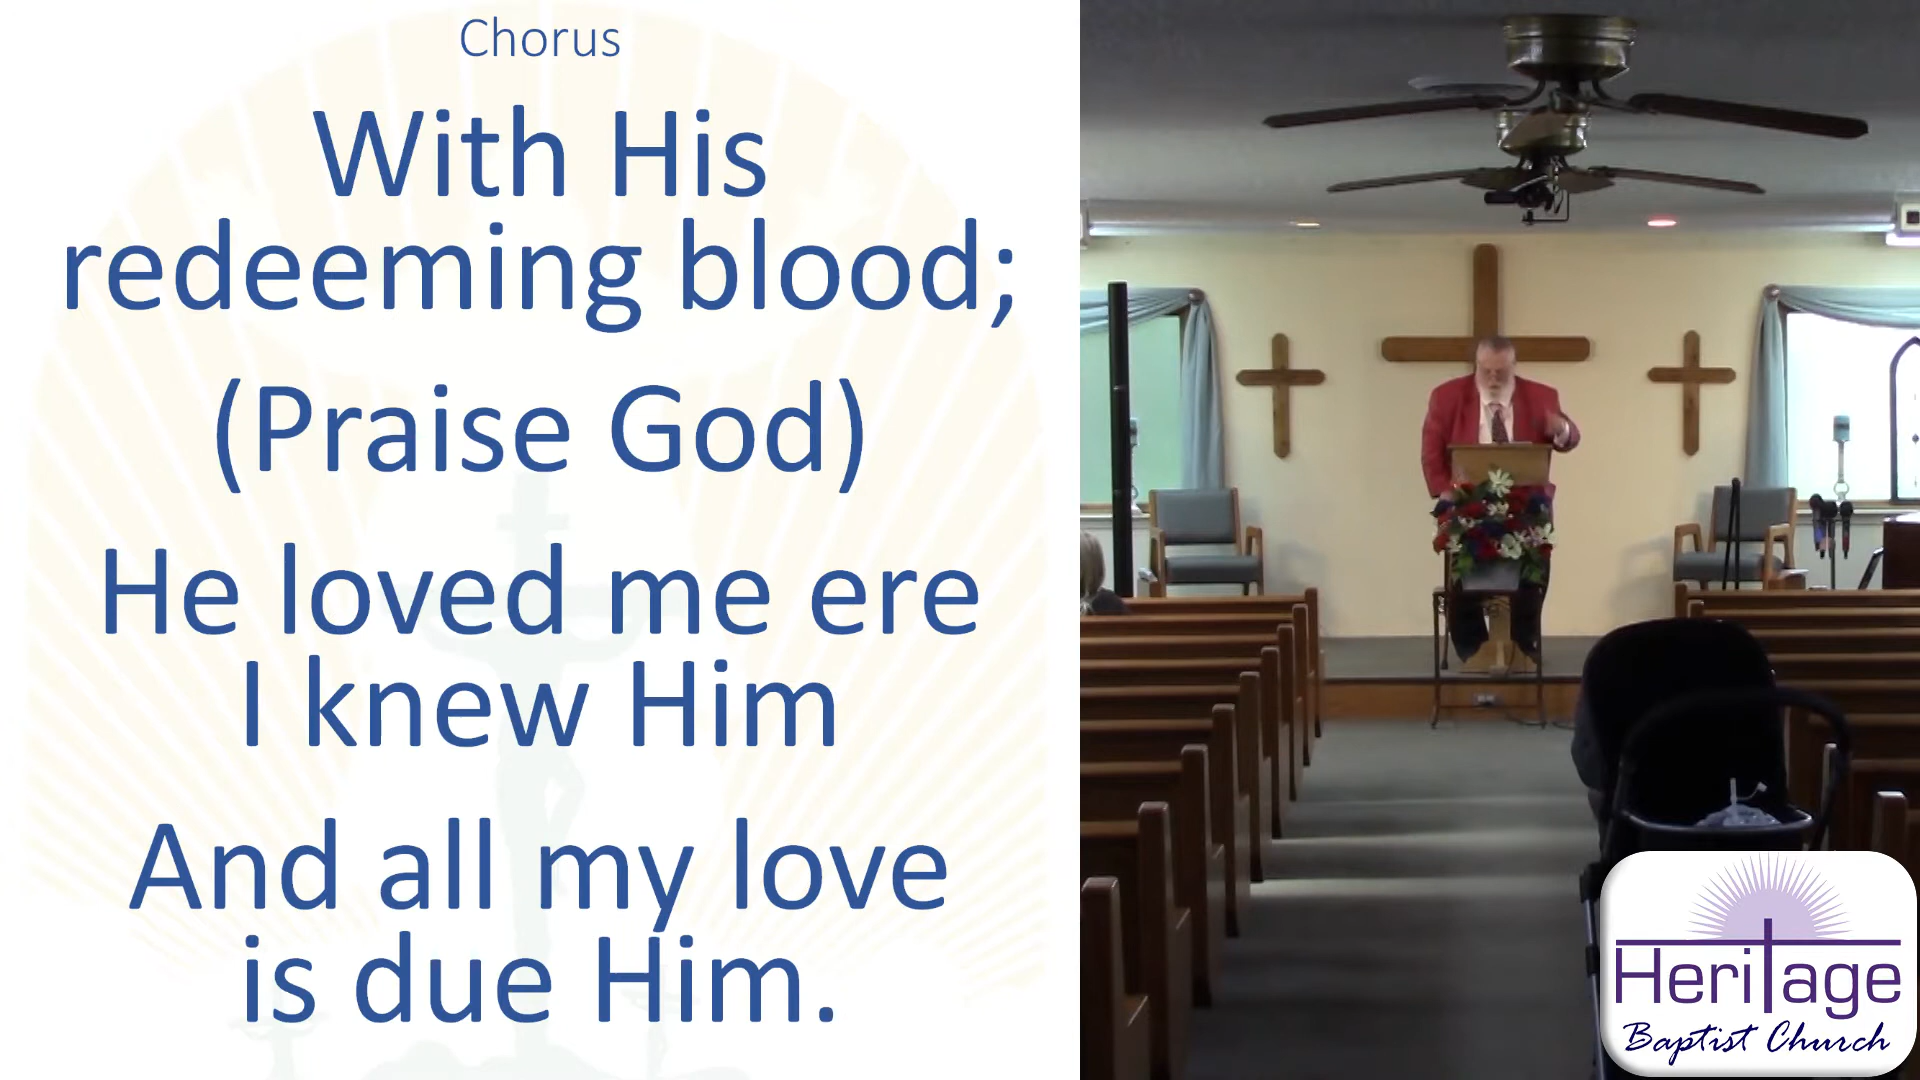 Chorus
With His
redeeming blood;
(Praise God)
He loved me ere
I knew Him
And all my love
is due Him.
Heritage
Baptist Church